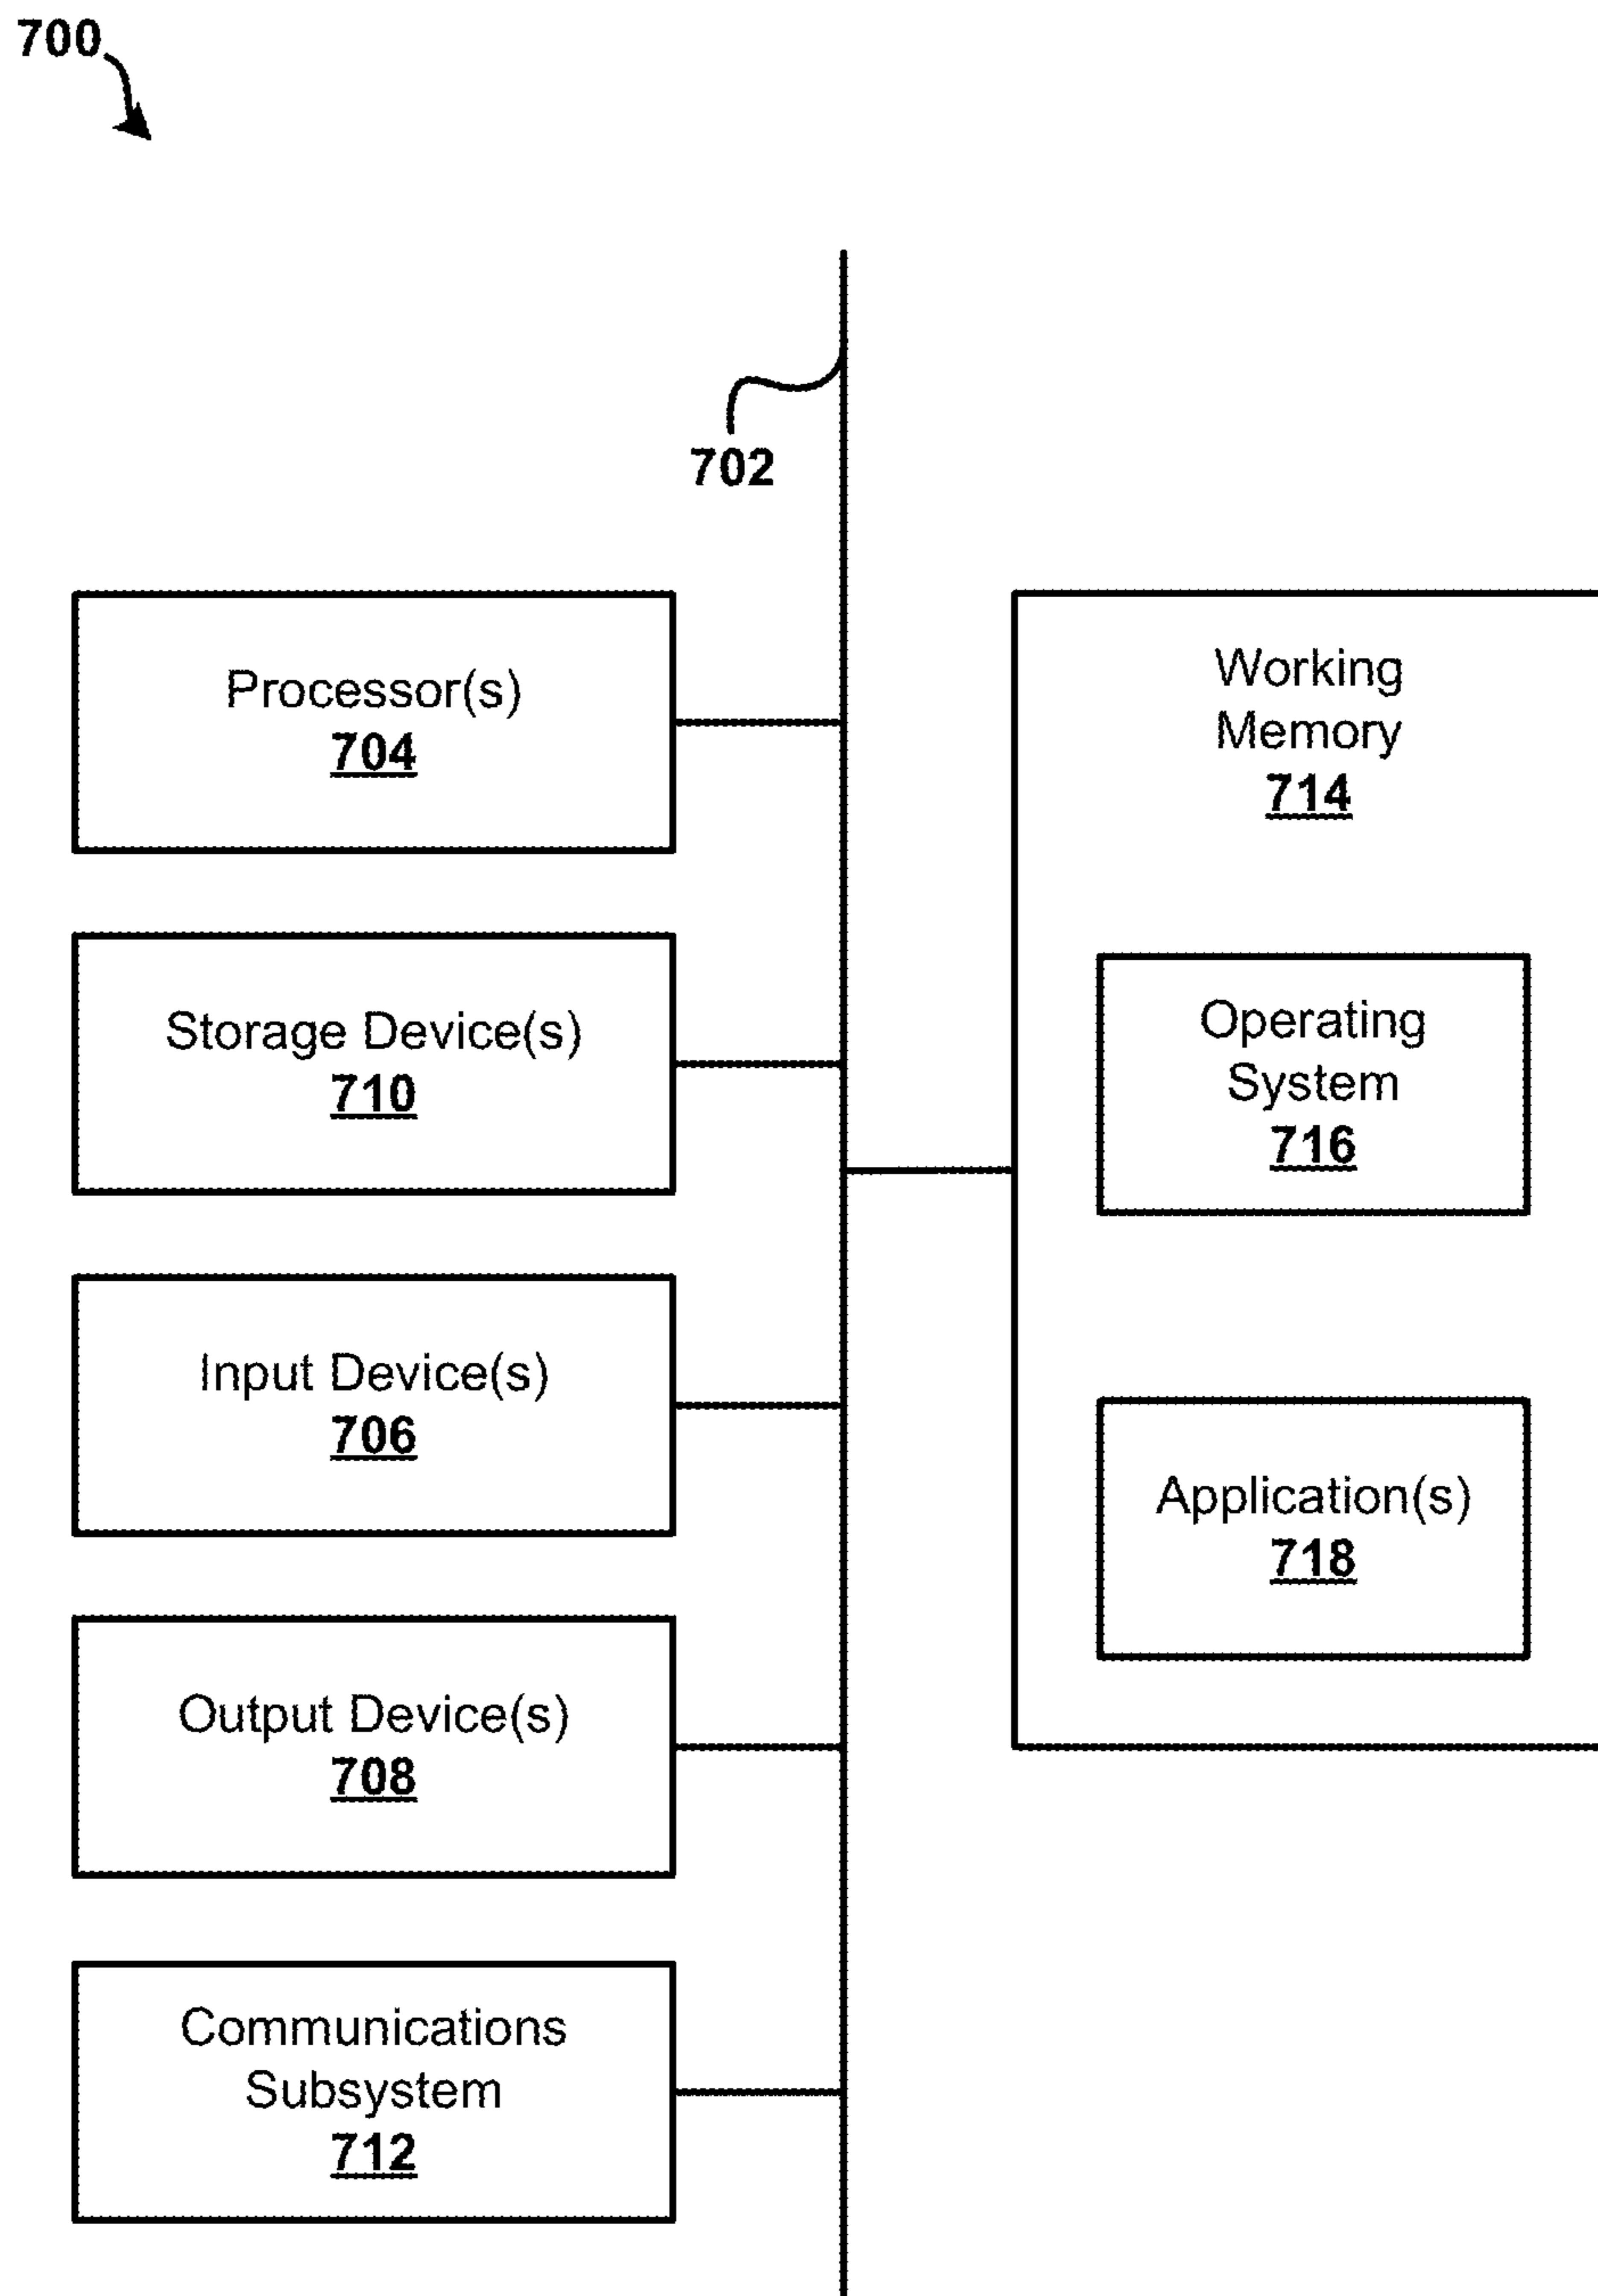 700
702
Processor(s)
704
Storage Device(s)
710
Input Device(s)
706
Output Device(s)
708
Communications
Subsystem
712
Working
Memory
714
Operating
System
716
Application(s)
718